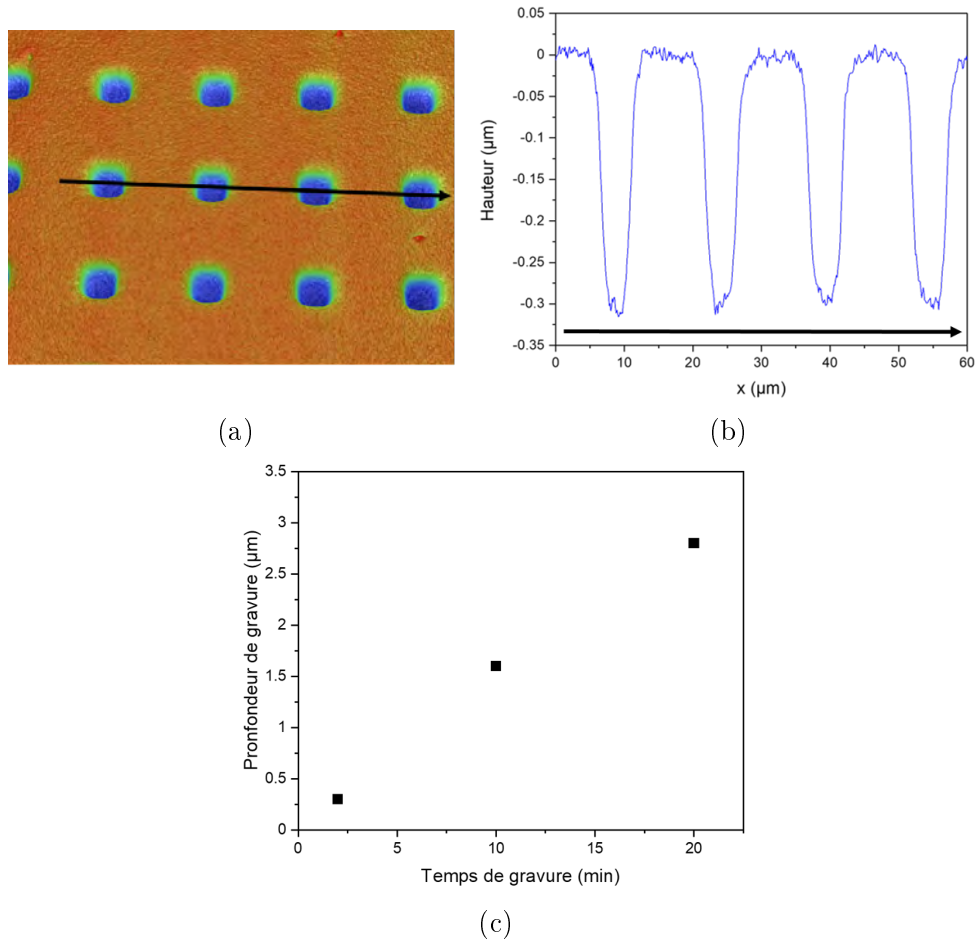 0.05
0
-0.05
-0.1
-0.15
-0.2
-0.25
-0.3
-0.35
Hauteur (µm)
0 10 20 30 40 50 60
x (µm)
(a) (b)
3.5
3
2.5
2
1.5
1
0.5
0
Pronfondeur de gravure (µm)
0 5 10 15 20
Temps de gravure (min)
(c)